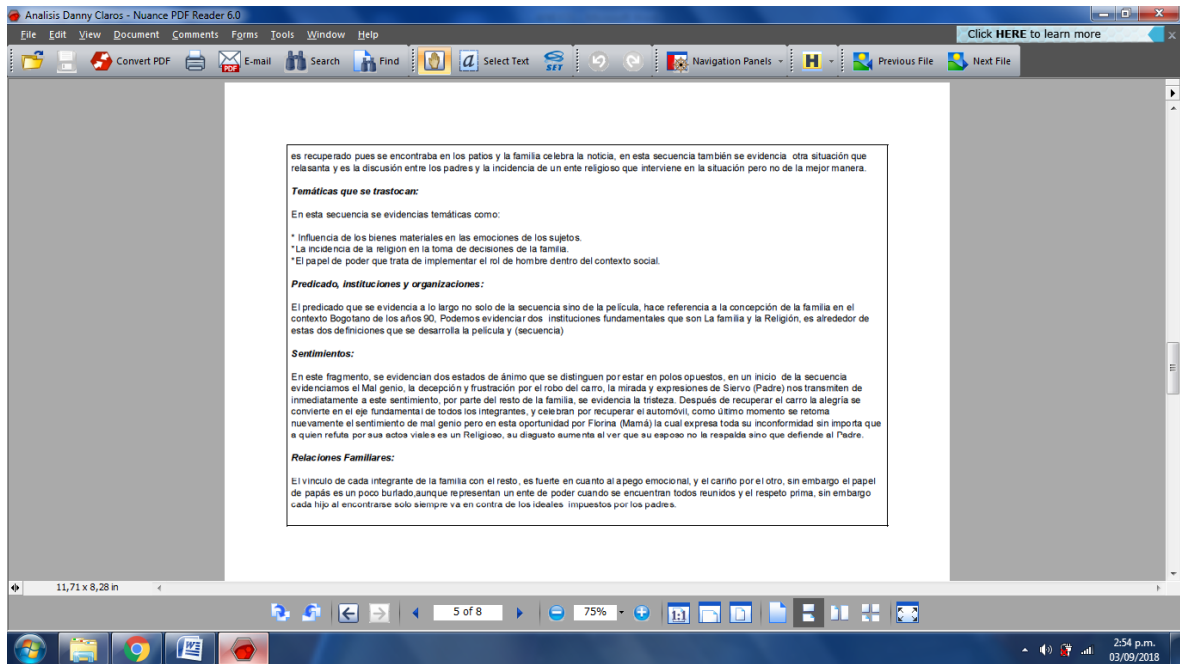 Analisis Danny Claros - Nuance PDF Reader 6.0
File Edit View Document Comments Forms Tools Window Help
Click HERE to learn more
Convert PDF E-mail Search Find Select Text SET Navigation Panels H Previous File Next File
es recuperado pues se encontraba en los patios y la familia celebra la noticia, en esta secuencia también se evidencia otra situación que
relasanta y es la discusión entre los padres y la incidencia de un ente religioso que interviene en la situación pero no de la mejor manera.
Temáticas que se trastocan:
En esta secuencia se evidencias temáticas como:
* Influencia de los bienes materiales en las emociones de los sujetos.
*La incidencia de la religión en la toma de decisiones de la familia.
*El papel de poder que trata de implementar el rol de hombre dentro del contexto social.
Predicado, instituciones y organizaciones:
El predicado que se evidencia a lo largo no solo de la secuencia sino de la película, hace referencia a la concepción de la familia en el
contexto Bogotano de los años 90, Podemos evidenciar dos instituciones fundamentales que son La familia y la Religión, es alrededor de
estas dos definiciones que se desarrolla la película y (secuencia)
Sentimientos:
En este fragmento, se evidencian dos estados de ánimo que se distinguen por estar en polos opuestos, en un inicio de la secuencia
evidenciamos el Mal genio, la decepción y frustración por el robo del carro, la mirada y expresiones de Siervo (Padre) nos transmiten de
inmediatamente a este sentimiento, por parte del resto de la familia, se evidencia la tristeza. Después de recuperar el carro la alegría se
convierte en el eje fundamental de todos los integrantes, y celebran por recuperar el automóvil, como último momento se retoma
nuevamente el sentimiento de mal genio pero en esta oportunidad por Florina (Mamá) la cual expresa toda su inconformidad sin importa que
a quien refuta por sus actos viales es un Religioso, su disgusto aumenta al ver que su esposo no la respalda sino que defiende al Padre.
Relaciones Familiares:
El vínculo de cada integrante de la familia con el resto, es fuerte en cuanto al apego emocional, y el cariño por el otro, sin embargo el papel
de papás es un poco burlado,aunque representan un ente de poder cuando se encuentran todos reunidos y el respeto prima, sin embargo
cada hijo al encontrarse solo siempre va en contra de los ideales impuestos por los padres.
11,71 x 8,28 in
5 of 8 75% 1:1
2:54 p.m.
03/09/2018